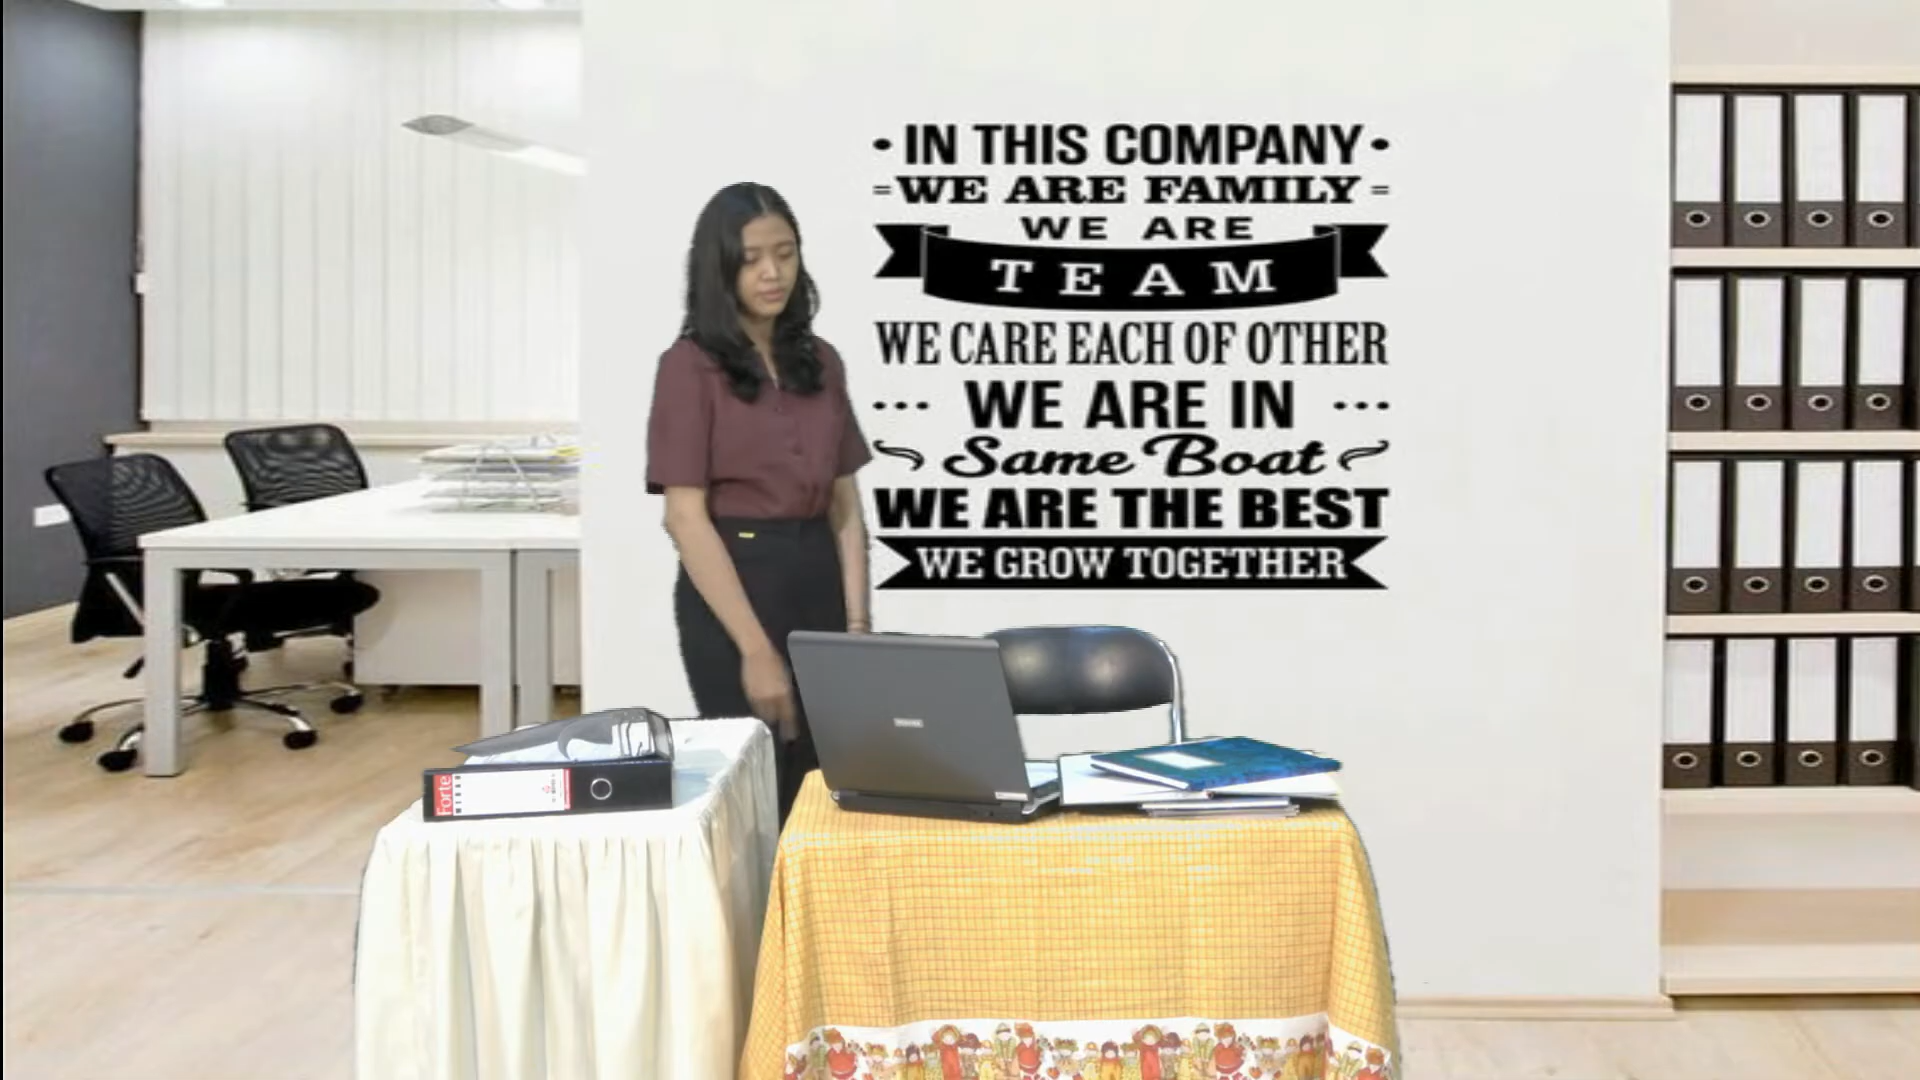 • IN THIS COMPANY •
=WE ARE FAMILY=
WE ARE
TEAM
WE CARE EACH OF OTHER
••• WE ARE IN •••
Same Boat
WE ARE THE BEST
WE GROW TOGETHER
Forte
TOSHIBA